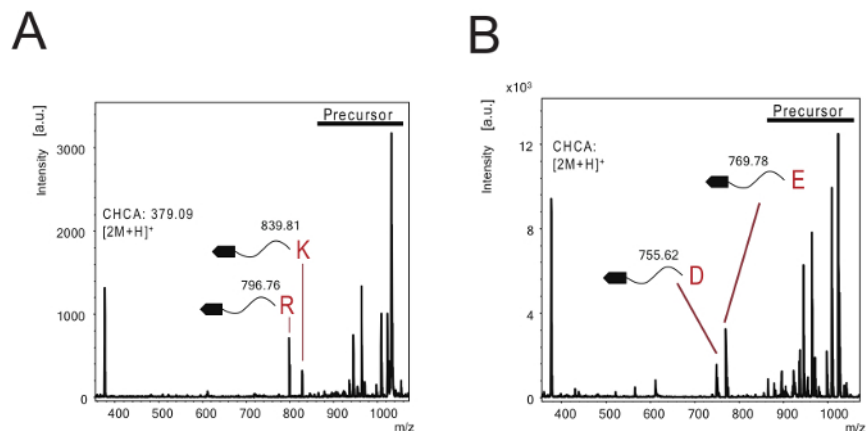 A
Intensity [a.u.]
3000
2000
1000
0
Precursor
CHCA: 379.09
[2M+H]⁺
839.81
K
796.76
R
400 500 600 700 800 900 1000
m/z
B
x10³
Intensity [a.u.]
12
8
4
0
Precursor
CHCA:
[2M+H]⁺
769.78
E
755.62
D
400 500 600 700 800 900 1000
m/z